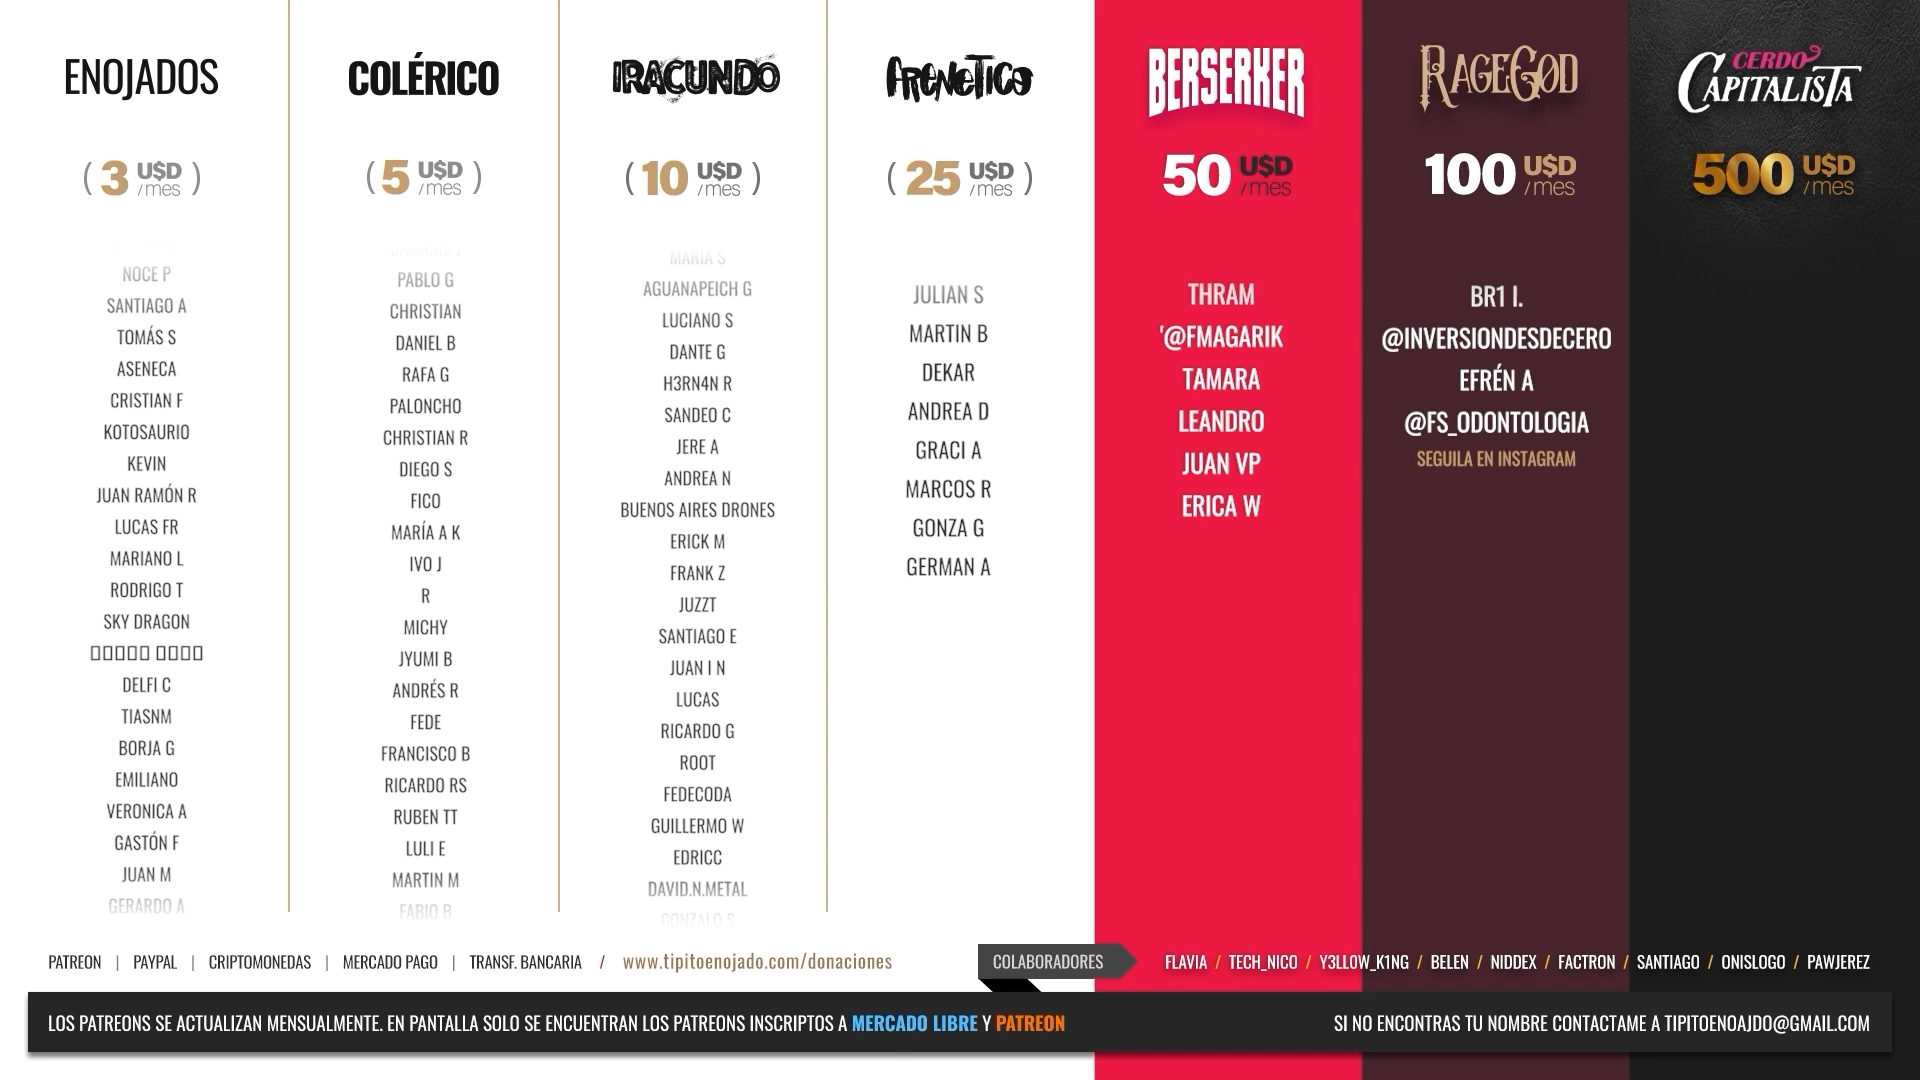 ENOJADOS
( 3 U$D /mes )
NOCE P
SANTIAGO A
TOMÁS S
ASENECA
CRISTIAN F
KOTOSAURIO
KEVIN
JUAN RAMÓN R
LUCAS FR
MARIANO L
RODRIGO T
SKY DRAGON
▯▯▯▯▯ ▯▯▯▯
DELFI C
TIASNM
BORJA G
EMILIANO
VERONICA A
GASTÓN F
JUAN M
GERARDO A
COLÉRICO
( 5 U$D /mes )
PABLO G
CHRISTIAN
DANIEL B
RAFA G
PALONCHO
CHRISTIAN R
DIEGO S
FICO
MARÍA A K
IVO J
R
MICHY
JYUMI B
ANDRÉS R
FEDE
FRANCISCO B
RICARDO RS
RUBEN TT
LULI E
MARTIN M
FABIO B
IRACUNDO
( 10 U$D /mes )
MARIA S
AGUANAPEICH G
LUCIANO S
DANTE G
H3RN4N R
SANDEO C
JERE A
ANDREA N
BUENOS AIRES DRONES
ERICK M
FRANK Z
JUZZT
SANTIAGO E
JUAN I N
LUCAS
RICARDO G
ROOT
FEDECODA
GUILLERMO W
EDRICC
DAVID.N.METAL
GONZALO S
FRENETICO
( 25 U$D /mes )
JULIAN S
MARTIN B
DEKAR
ANDREA D
GRACI A
MARCOS R
GONZA G
GERMAN A
BERSERKER
50 U$D /mes
THRAM
'@FMAGARIK
TAMARA
LEANDRO
JUAN VP
ERICA W
RAGEGOD
100 U$D /mes
BR1 I.
@INVERSIONDESDECERO
EFRÉN A
@FS_ODONTOLOGIA
SEGUILA EN INSTAGRAM
CERDO
CAPITALISTA
500 U$D /mes
PATREON | PAYPAL | CRIPTOMONEDAS | MERCADO PAGO | TRANSF. BANCARIA / www.tipitoenojado.com/donaciones
COLABORADORES
FLAVIA / TECH_NICO / Y3LLOW_K1NG / BELEN / NIDDEX / FACTRON / SANTIAGO / ONISLOGO / PAWJEREZ
LOS PATREONS SE ACTUALIZAN MENSUALMENTE. EN PANTALLA SOLO SE ENCUENTRAN LOS PATREONS INSCRIPTOS A MERCADO LIBRE Y PATREON
SI NO ENCONTRAS TU NOMBRE CONTACTAME A TIPITOENOAJDO@GMAIL.COM